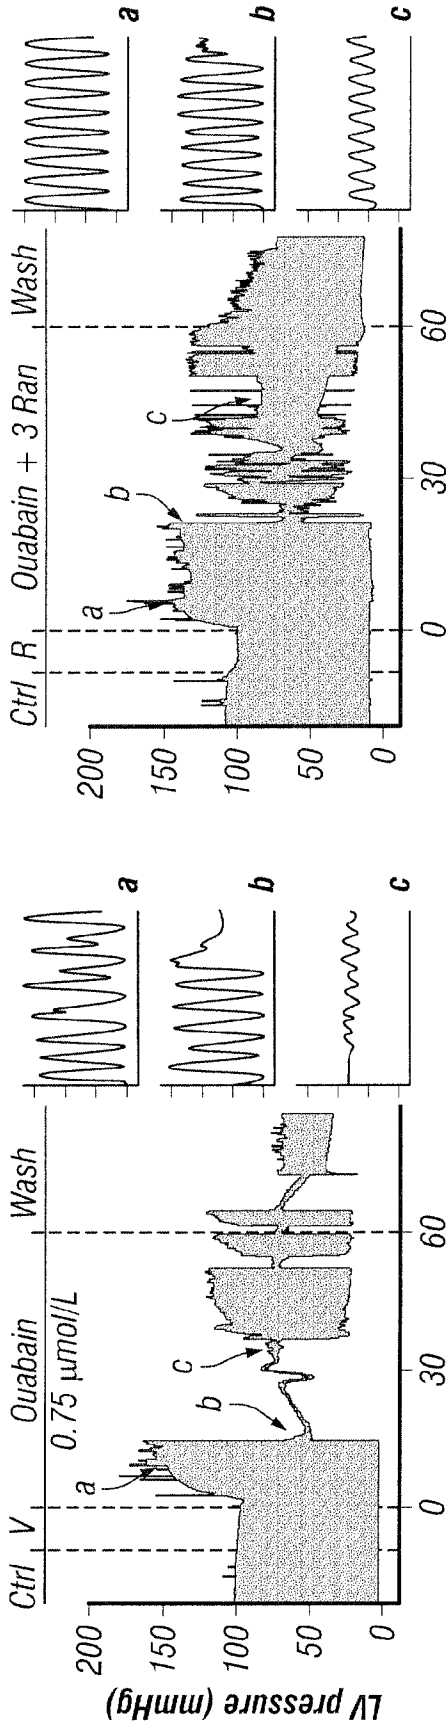 Ctrl V Ouabain Wash
0.75 µmol/L
LV pressure (mmHg)
200
150
100
50
0
a
b
c
0 30 60
a
b
c
Ctrl R Ouabain + 3 Ran Wash
200
150
100
50
0
a
b
c
0 30 60
a
b
c